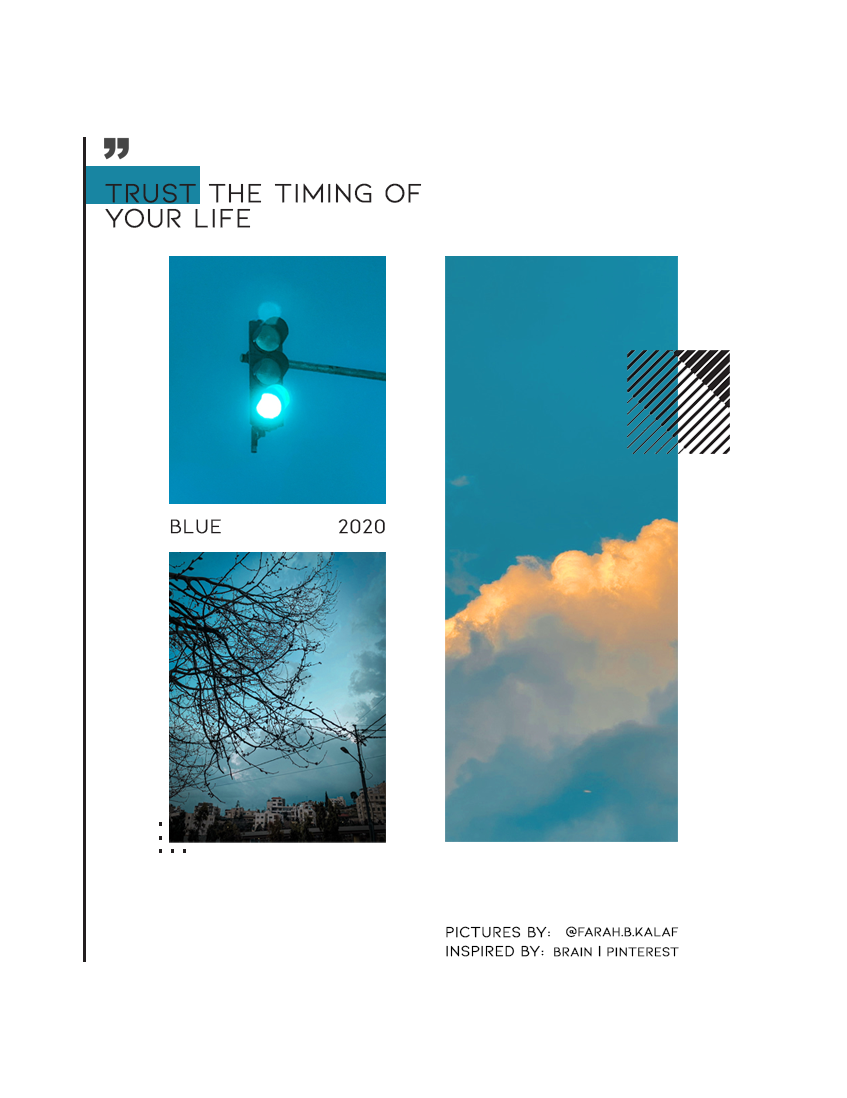 ”
TRUST THE TIMING OF
YOUR LIFE
BLUE 2020
PICTURES BY: @FARAH.B.KALAF
INSPIRED BY: BRAIN | PINTEREST